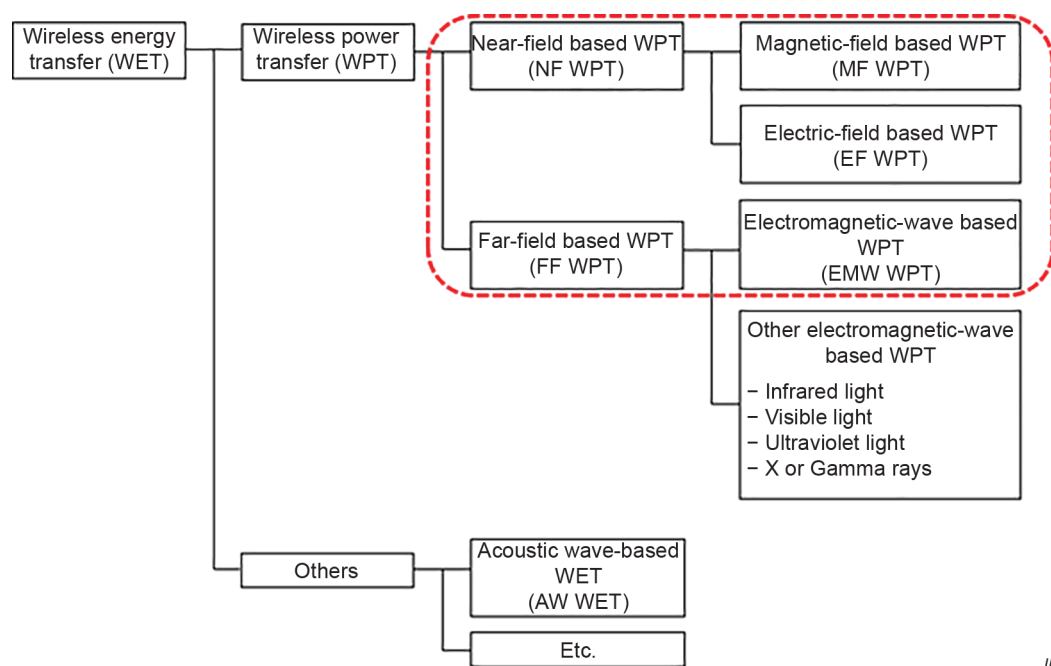 Wireless energy
transfer (WET)
Wireless power
transfer (WPT)
Near-field based WPT
(NF WPT)
Magnetic-field based WPT
(MF WPT)
Electric-field based WPT
(EF WPT)
Far-field based WPT
(FF WPT)
Electromagnetic-wave based
WPT
(EMW WPT)
Other electromagnetic-wave
based WPT
− Infrared light
− Visible light
− Ultraviolet light
− X or Gamma rays
Others
Acoustic wave-based
WET
(AW WET)
Etc.